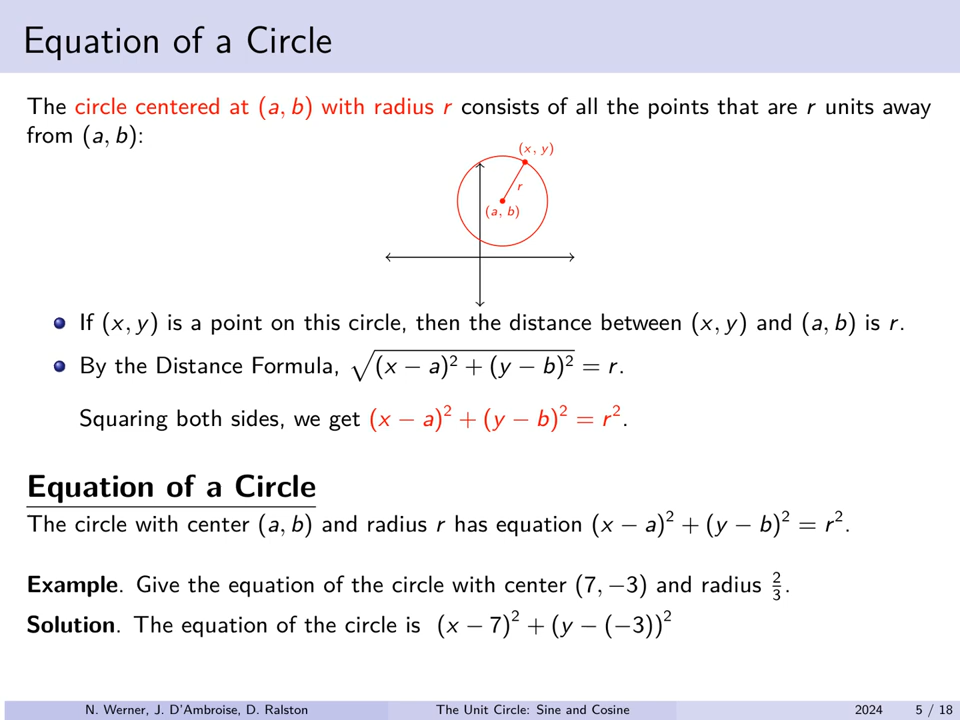 Equation of a Circle
The circle centered at (a, b) with radius r consists of all the points that are r units away
from (a, b):
(x, y)
r
(a, b)
If (x, y) is a point on this circle, then the distance between (x, y) and (a, b) is r.
By the Distance Formula, √((x − a)² + (y − b)²) = r.
Squaring both sides, we get (x − a)² + (y − b)² = r².
Equation of a Circle
The circle with center (a, b) and radius r has equation (x − a)² + (y − b)² = r².
Example. Give the equation of the circle with center (7, −3) and radius 2/3.
Solution. The equation of the circle is (x − 7)² + (y − (−3))²
N. Werner, J. D'Ambroise, D. Ralston The Unit Circle: Sine and Cosine 2024 5 / 18